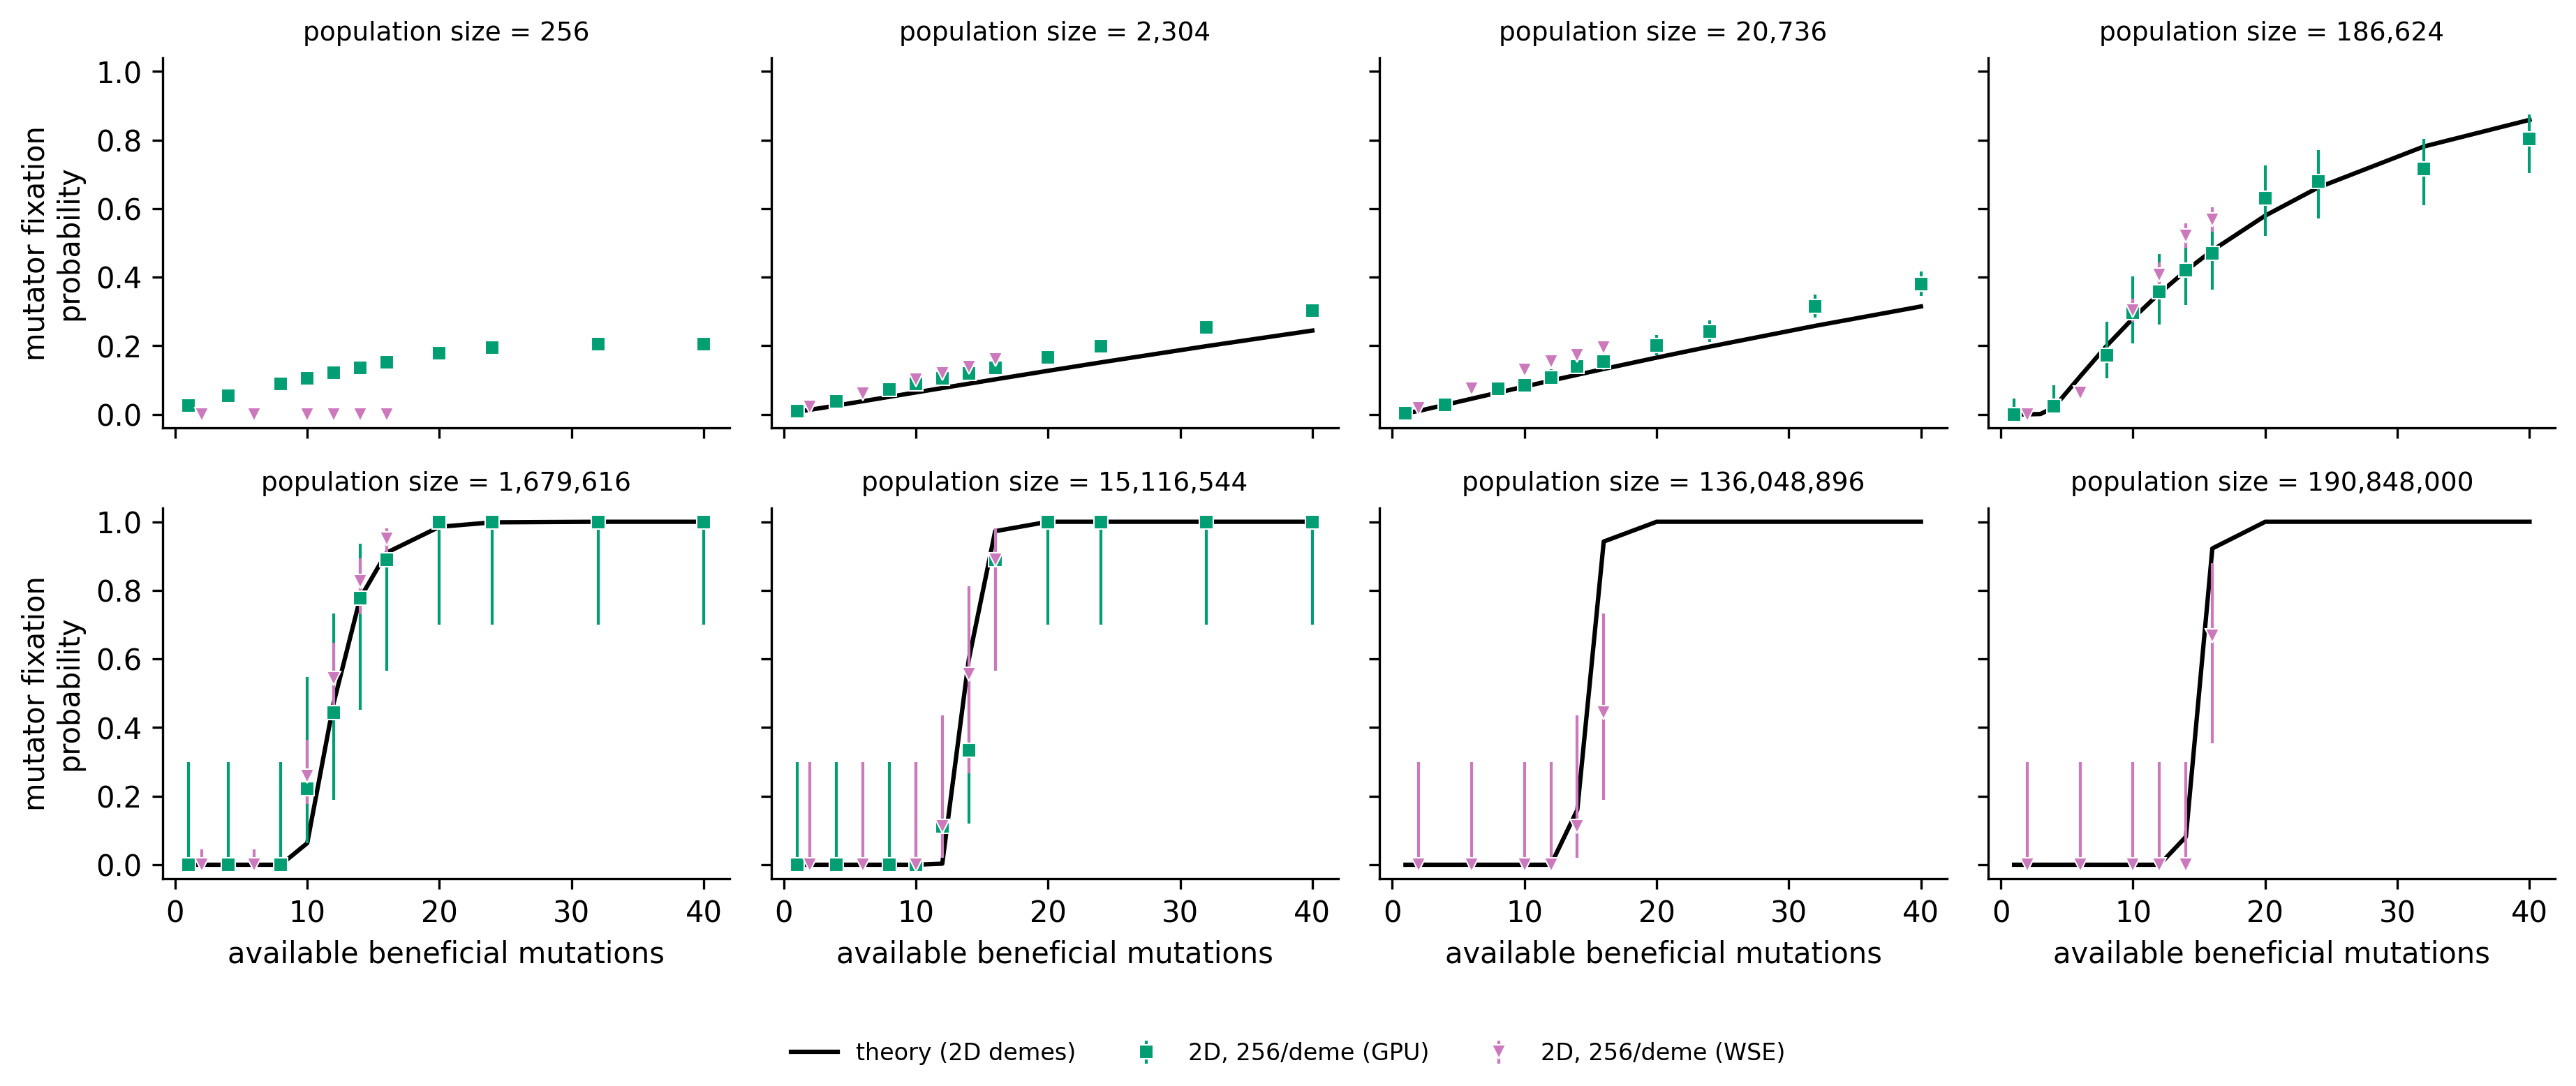 population size = 256
population size = 2,304
population size = 20,736
population size = 186,624
mutator fixation
probability
1.0
0.8
0.6
0.4
0.2
0.0
population size = 1,679,616
population size = 15,116,544
population size = 136,048,896
population size = 190,848,000
mutator fixation
probability
1.0
0.8
0.6
0.4
0.2
0.0
0 10 20 30 40
0 10 20 30 40
0 10 20 30 40
0 10 20 30 40
available beneficial mutations
available beneficial mutations
available beneficial mutations
available beneficial mutations
theory (2D demes)
2D, 256/deme (GPU)
2D, 256/deme (WSE)